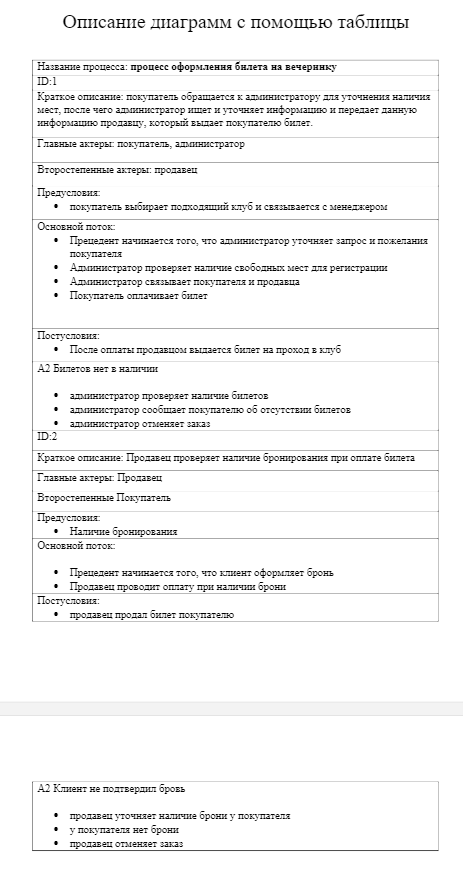 Описание диаграмм с помощью таблицы
Название процесса: процесс оформления билета на вечеринку
ID:1
Краткое описание: покупатель обращается к администратору для уточнения наличия
мест, после чего администратор ищет и уточняет информацию и передает данную
информацию продавцу, который выдает покупателю билет.
Главные актеры: покупатель, администратор
Второстепенные актеры: продавец
Предусловия:
• покупатель выбирает подходящий клуб и связывается с менеджером
Основной поток:
• Прецедент начинается того, что администратор уточняет запрос и пожелания
покупателя
• Администратор проверяет наличие свободных мест для регистрации
• Администратор связывает покупателя и продавца
• Покупатель оплачивает билет
Постусловия:
• После оплаты продавцом выдается билет на проход в клуб
А2 Билетов нет в наличии
• администратор проверяет наличие билетов
• администратор сообщает покупателю об отсутствии билетов
• администратор отменяет заказ
ID:2
Краткое описание: Продавец проверяет наличие бронирования при оплате билета
Главные актеры: Продавец
Второстепенные Покупатель
Предусловия:
• Наличие бронирования
Основной поток:
• Прецедент начинается того, что клиент оформляет бронь
• Продавец проводит оплату при наличии брони
Постусловия:
• продавец продал билет покупателю
А2 Клиент не подтвердил бровь
• продавец уточняет наличие брони у покупателя
• у покупателя нет брони
• продавец отменяет заказ